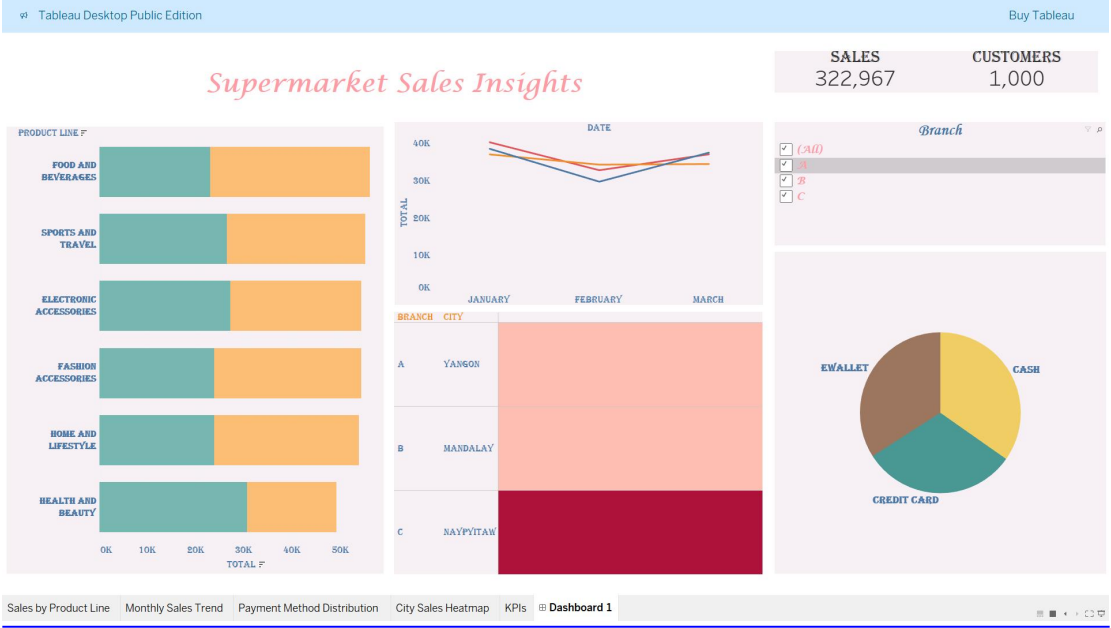 Tableau Desktop Public Edition
Buy Tableau
Supermarket Sales Insights
SALES
322,967
CUSTOMERS
1,000
PRODUCT LINE
FOOD AND
BEVERAGES
SPORTS AND
TRAVEL
ELECTRONIC
ACCESSORIES
FASHION
ACCESSORIES
HOME AND
LIFESTYLE
HEALTH AND
BEAUTY
0K 10K 20K 30K 40K 50K
TOTAL
DATE
TOTAL
40K
30K
20K
10K
0K
JANUARY FEBRUARY MARCH
BRANCH CITY
A YANGON
B MANDALAY
C NAYPYITAW
Branch
(All)
A
B
C
EWALLET
CASH
CREDIT CARD
Sales by Product Line Monthly Sales Trend Payment Method Distribution City Sales Heatmap KPIs Dashboard 1